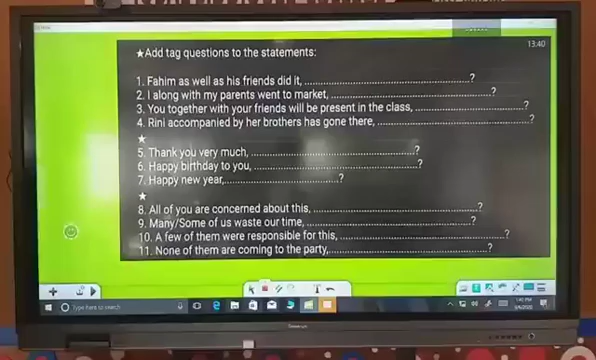 13:40
★Add tag questions to the statements:
1. Fahim as well as his friends did it, ........................................?
2. I along with my parents went to market, ........................................?
3. You together with your friends will be present in the class, ........................................?
4. Rini accompanied by her brothers has gone there, ........................................?
★
5. Thank you very much, ........................................?
6. Happy birthday to you, ........................................?
7. Happy new year,........................................?
★
8. All of you are concerned about this, ........................................?
9. Many/Some of us waste our time, ........................................?
10. A few of them were responsible for this, ........................................?
11. None of them are coming to the party,........................................?
Type here to search